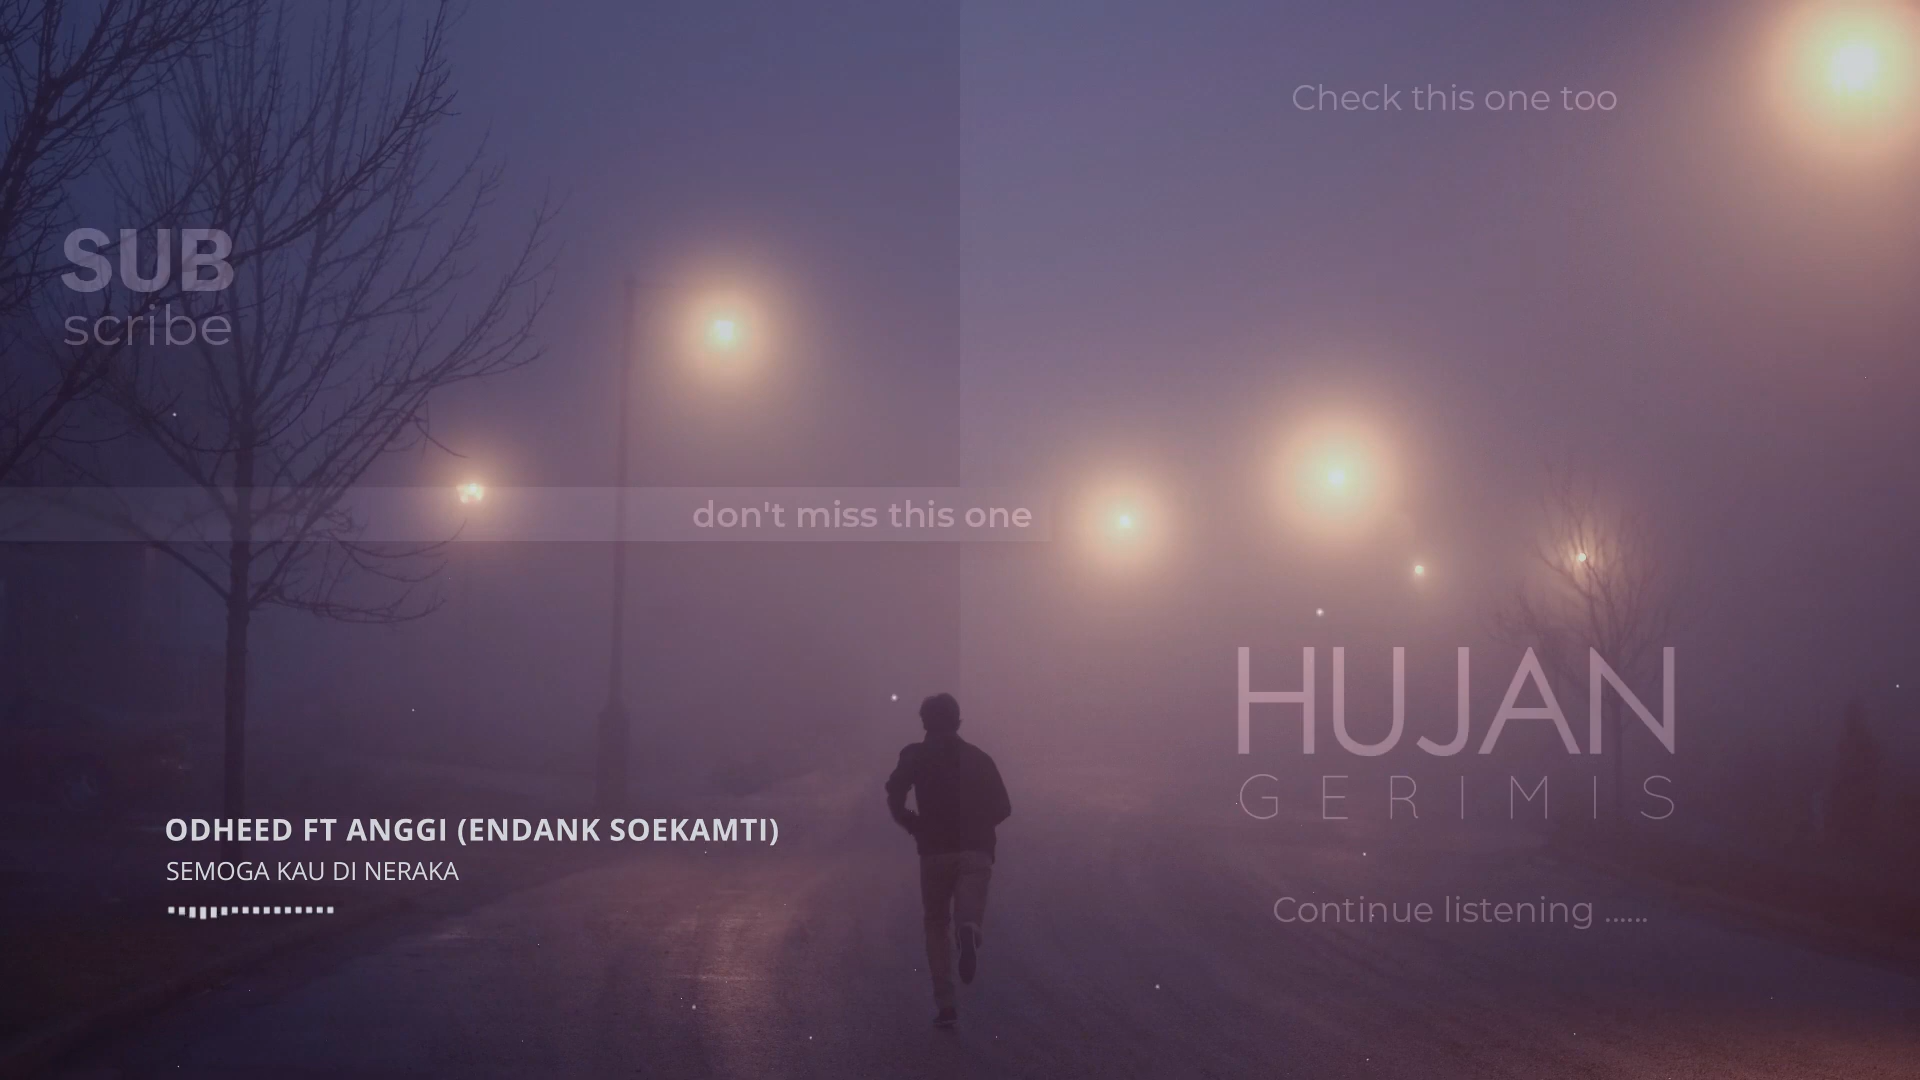 Check this one too
SUB
scribe
don't miss this one
HUJAN
GERIMIS
ODHEED FT ANGGI (ENDANK SOEKAMTI)
SEMOGA KAU DI NERAKA
Continue listening ......